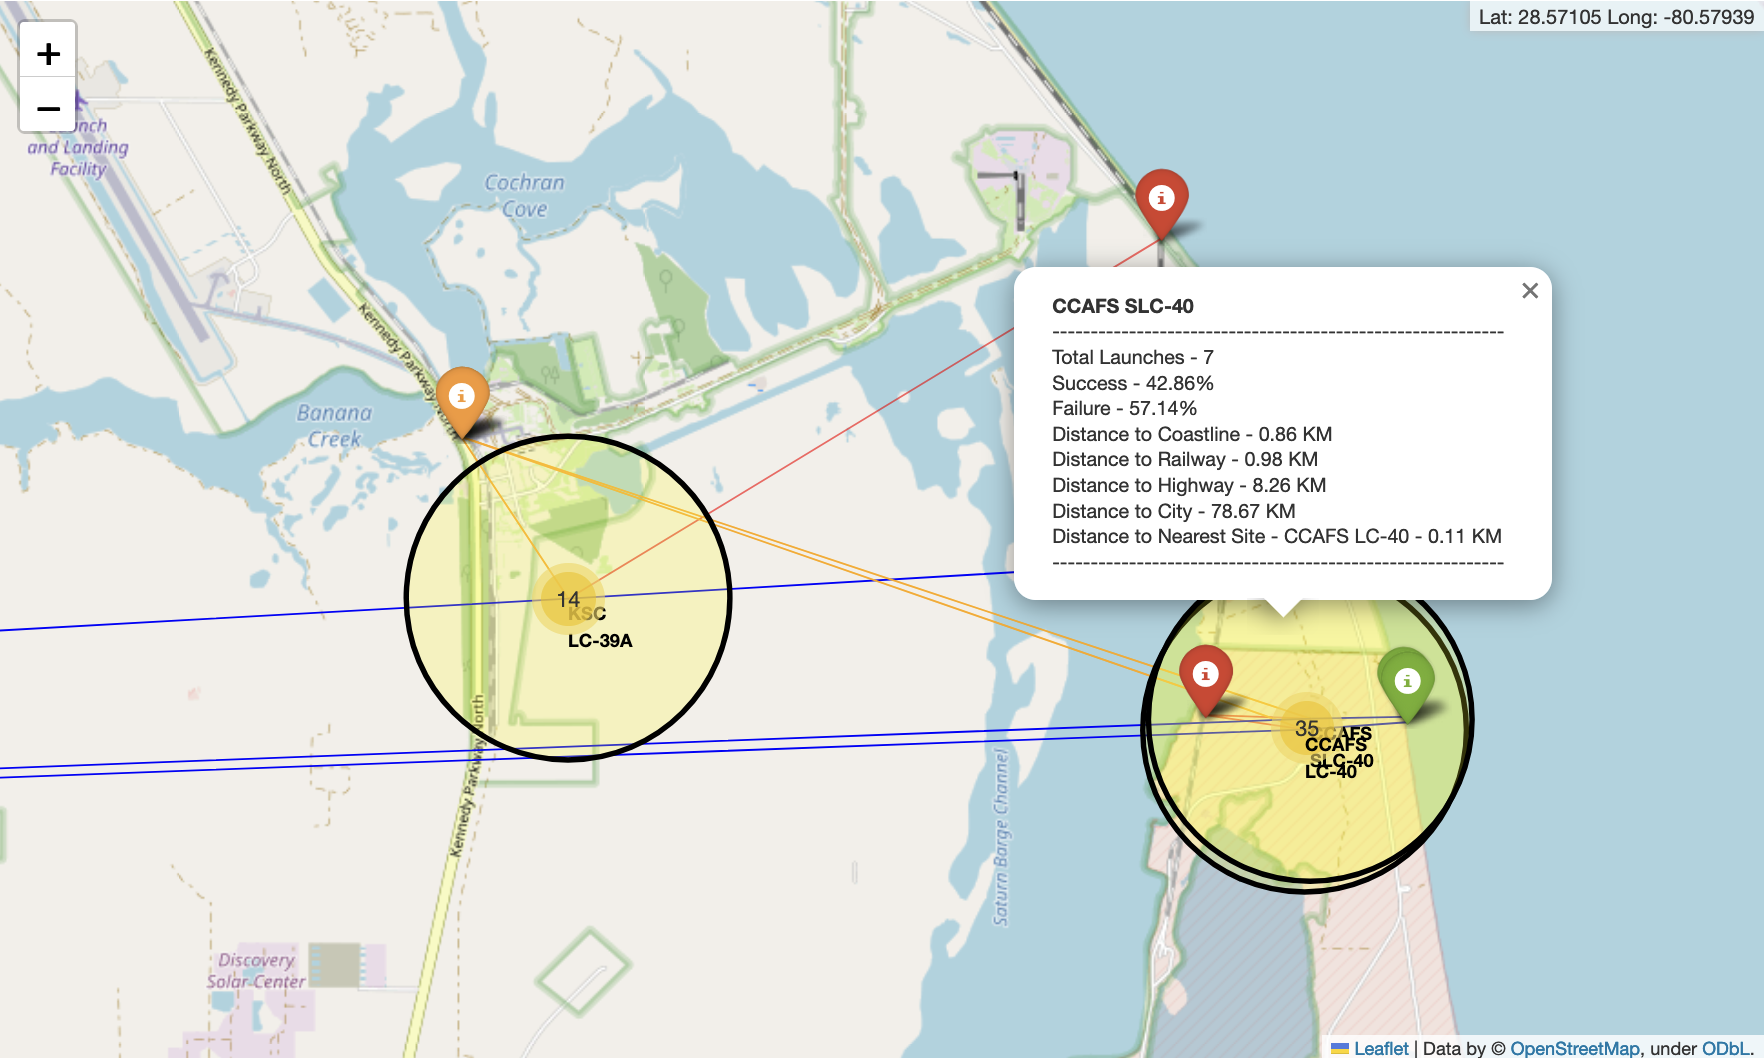 +
−
Lat: 28.57105 Long: -80.57939
Kennedy Parkway North
and Landing
Facility
Cochran
Cove
Kennedy Parkway North
Banana
Creek
CCAFS SLC-40
×
-----------------------------------------------------------
Total Launches - 7
Success - 42.86%
Failure - 57.14%
Distance to Coastline - 0.86 KM
Distance to Railway - 0.98 KM
Distance to Highway - 8.26 KM
Distance to City - 78.67 KM
Distance to Nearest Site - CCAFS LC-40 - 0.11 KM
-----------------------------------------------------------
14
KSC
LC-39A
35
CCAFS
SLC-40
CCAFS
LC-40
Kennedy Parkway North
Saturn Barge Channel
Discovery
Solar Center
Leaflet | Data by © OpenStreetMap, under ODbL.